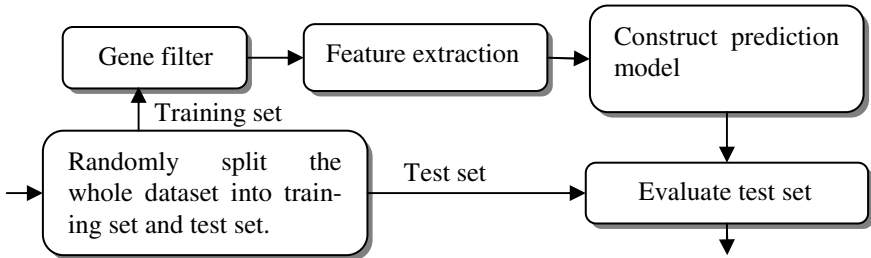 Gene filter
Feature extraction
Construct prediction
model
Training set
Randomly split the
whole dataset into train-
ing set and test set.
Test set
Evaluate test set